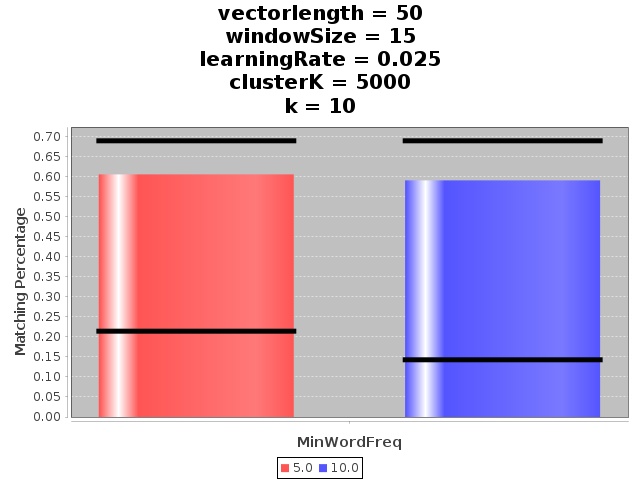 vectorlength = 50
windowSize = 15
learningRate = 0.025
clusterK = 5000
k = 10
0.70
0.65
0.60
0.55
0.50
0.45
0.40
0.35
0.30
0.25
0.20
0.15
0.10
0.05
0.00
Matching Percentage
MinWordFreq
5.0 10.0